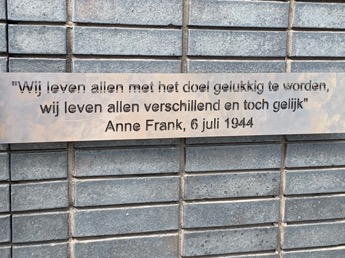 "Wij leven allen met het doel gelukkig te worden,
wij leven allen verschillend en toch gelijk"
Anne Frank, 6 juli 1944